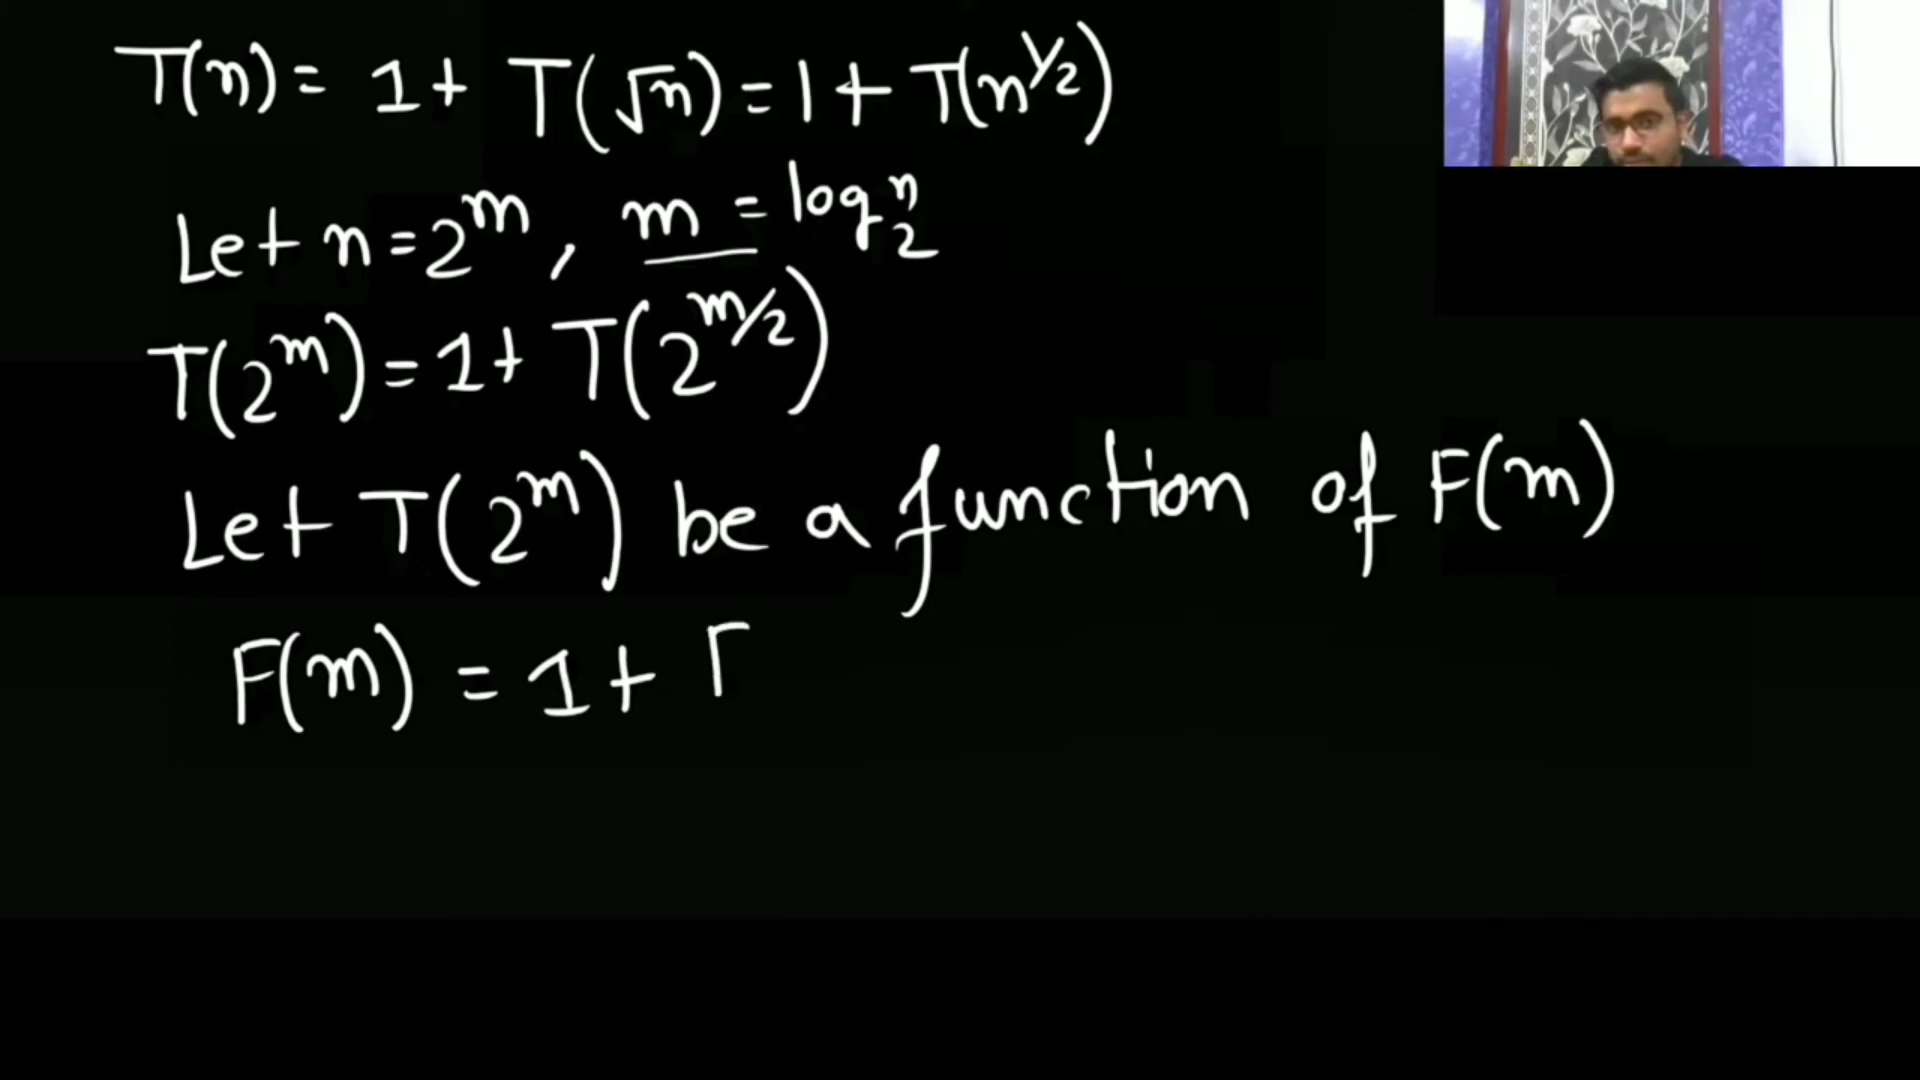 T(n) = 1 + T(√n) = 1 + T(n^1/2)
Let n = 2^m, m = log_2^n
T(2^m) = 1 + T(2^m/2)
Let T(2^m) be a function of F(m)
F(m) = 1 +